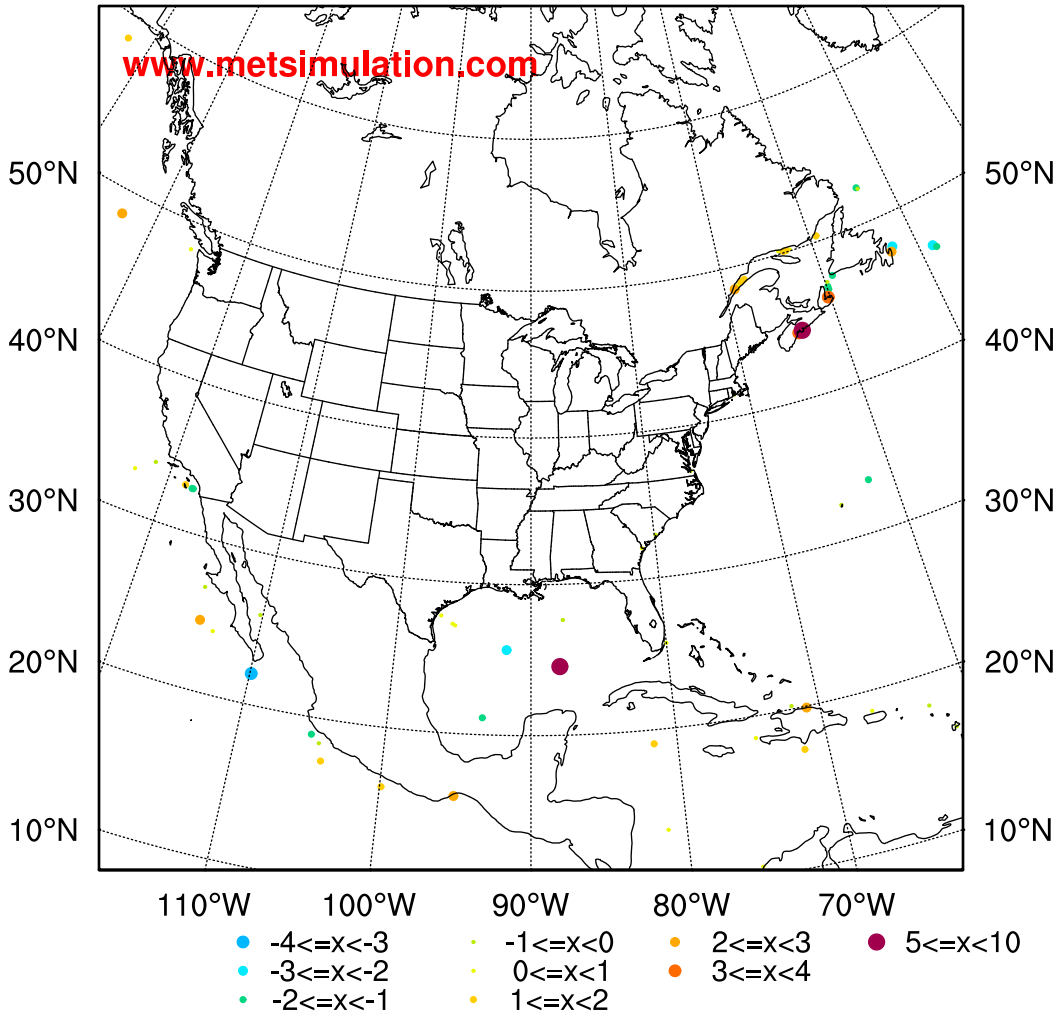 www.metsimulation.com
50°N 50°N
40°N 40°N
30°N 30°N
20°N 20°N
10°N 10°N
110°W 100°W 90°W 80°W 70°W
-4<=x<-3 -1<=x<0 2<=x<3 5<=x<10
-3<=x<-2 0<=x<1 3<=x<4
-2<=x<-1 1<=x<2